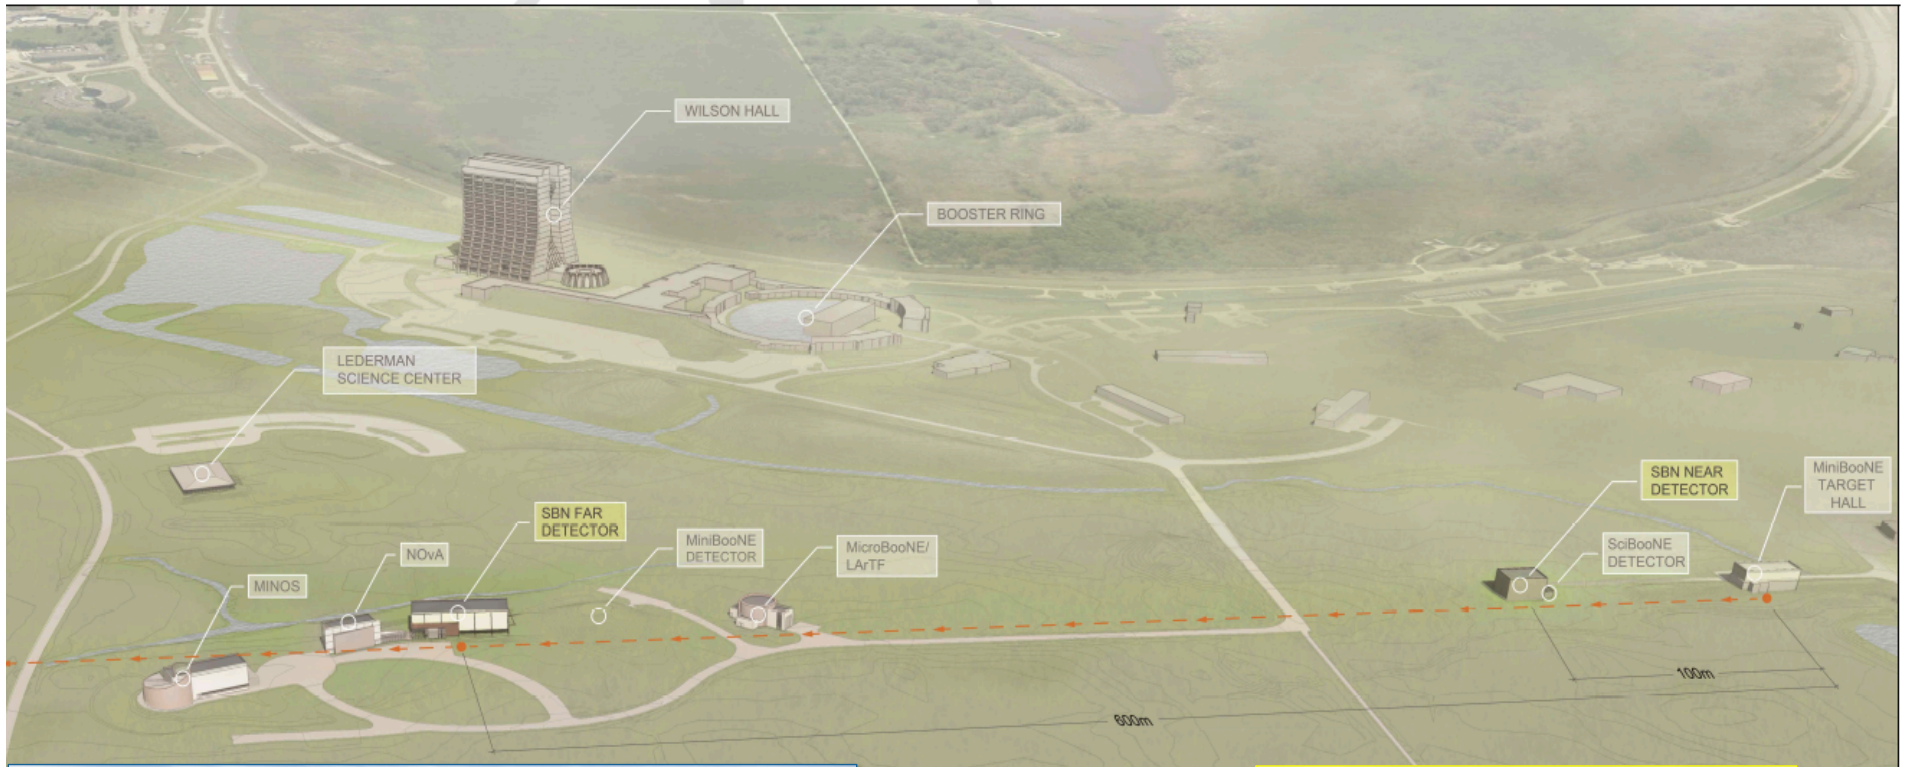 WILSON HALL
BOOSTER RING
LEDERMAN
SCIENCE CENTER
SBN NEAR
DETECTOR
MiniBooNE
TARGET
HALL
SBN FAR
DETECTOR
MiniBooNE
DETECTOR
MicroBooNE/
LArTF
SciBooNE
DETECTOR
NOvA
MINOS
100m
600m